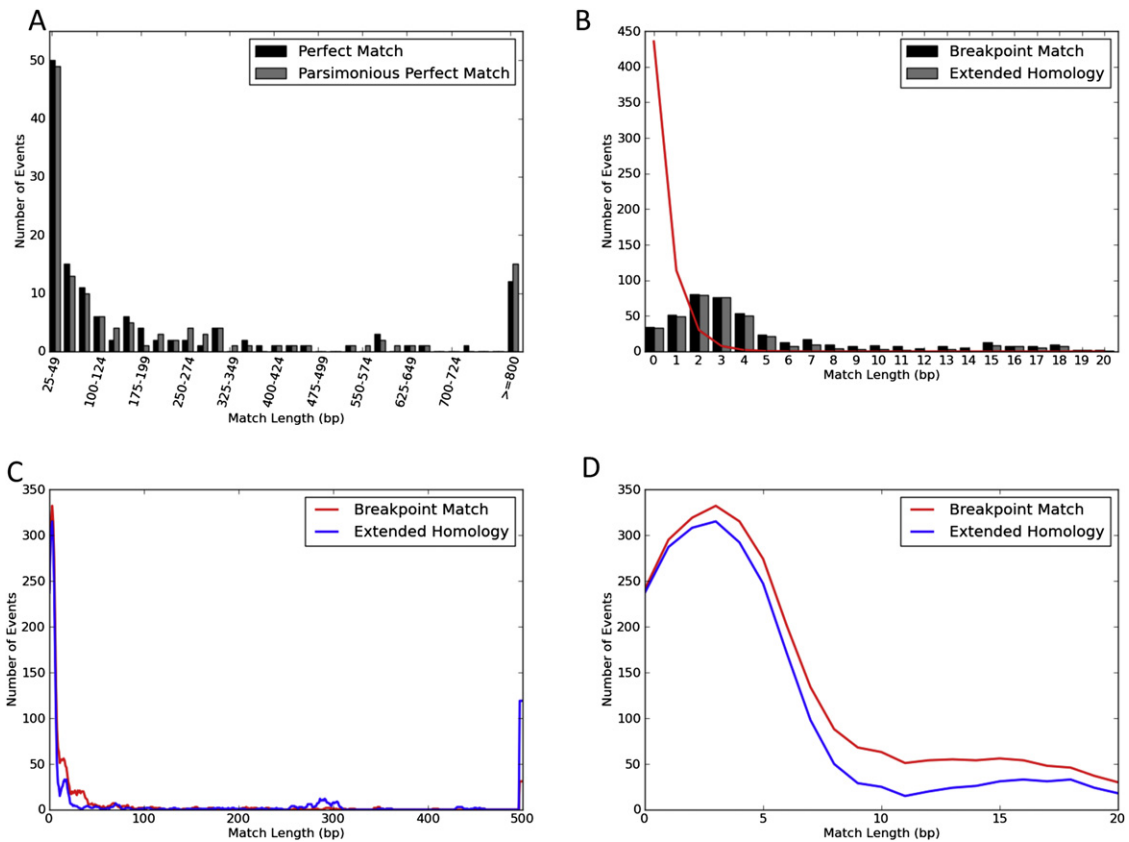 A
Perfect Match
Parsimonious Perfect Match
50
40
30
20
10
0
Number of Events
25-49
100-124
175-199
250-274
325-349
400-424
475-499
550-574
625-649
700-724
>=800
Match Length (bp)
B
Breakpoint Match
Extended Homology
450
400
350
300
250
200
150
100
50
0
Number of Events
0 1 2 3 4 5 6 7 8 9 10 11 12 13 14 15 16 17 18 19 20
Match Length (bp)
C
Breakpoint Match
Extended Homology
350
300
250
200
150
100
50
0
Number of Events
0 100 200 300 400 500
Match Length (bp)
D
Breakpoint Match
Extended Homology
350
300
250
200
150
100
50
0
Number of Events
0 5 10 15 20
Match Length (bp)